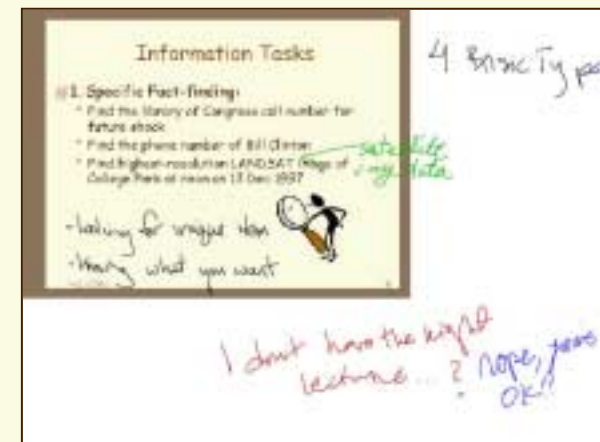 Information Tasks
4 Basic Types
1. Specific Fact-finding:
* Find the library of Congress call number for
future shock
* Find the phone number of Bill Clinton
* Find highest-resolution LANDSAT image of
College Park at noon on 13 Dec 1997
satellite
img. data
- looking for unique item
- Knowing what you want
I don't have the right
lecture... ? nope, yours
OK!!